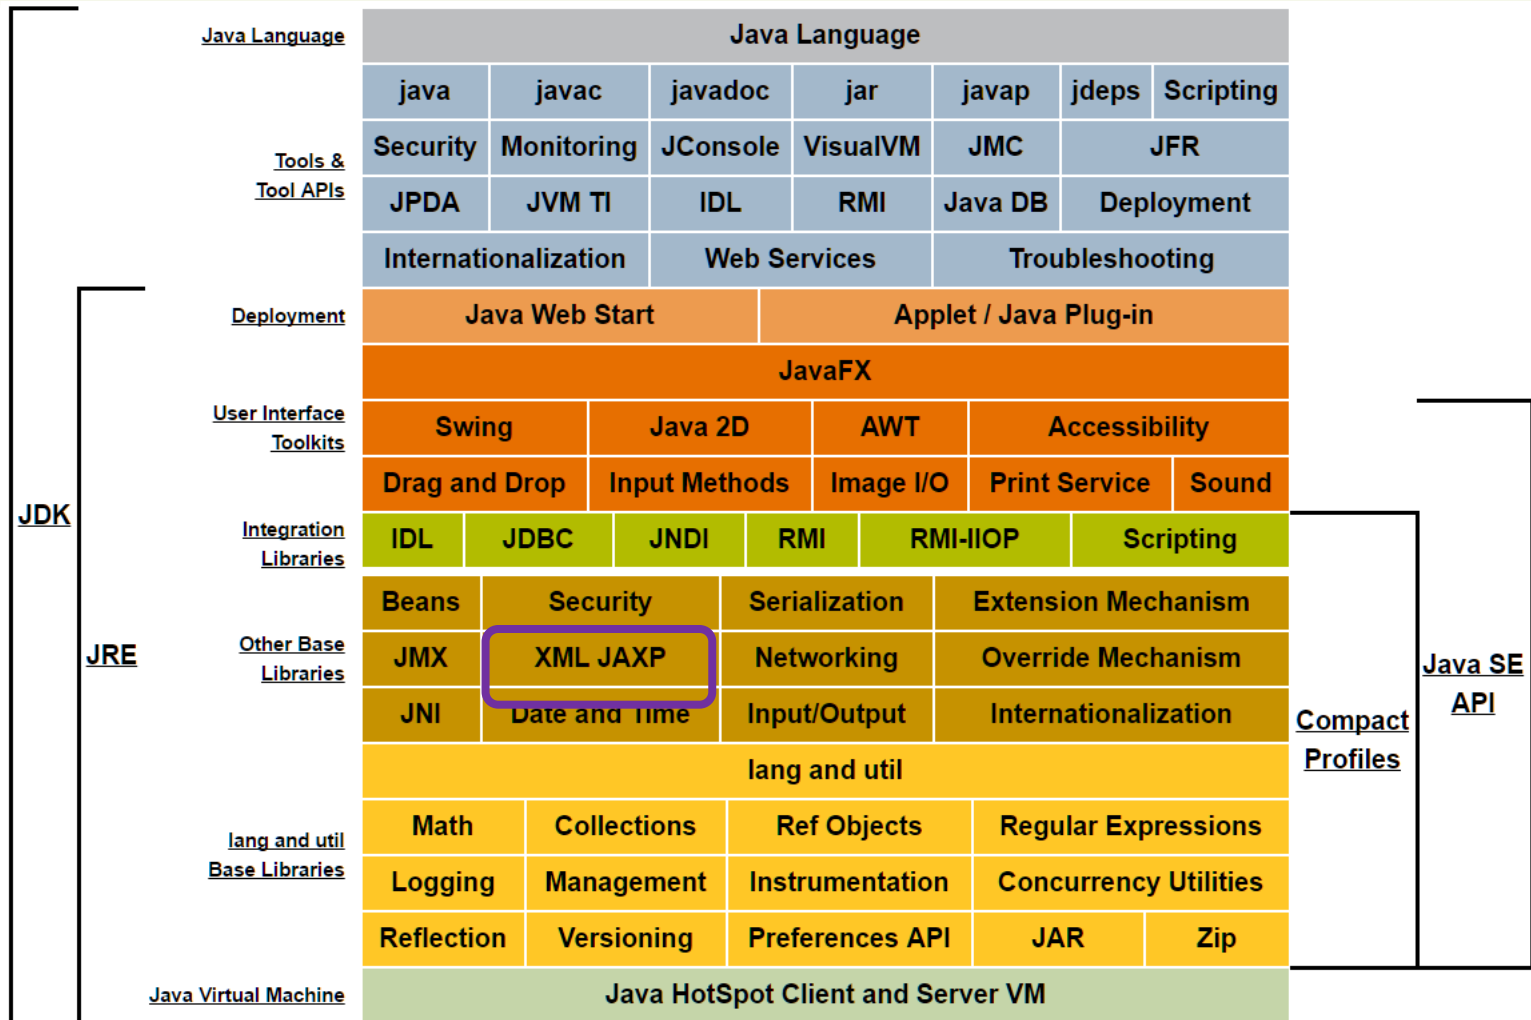 Java Language
Java Language
java javac javadoc jar javap jdeps Scripting
Tools &
Tool APIs
Security Monitoring JConsole VisualVM JMC JFR
JPDA JVM TI IDL RMI Java DB Deployment
Internationalization Web Services Troubleshooting
Deployment
Java Web Start Applet / Java Plug-in
JavaFX
User Interface
Toolkits
Swing Java 2D AWT Accessibility
Drag and Drop Input Methods Image I/O Print Service Sound
JDK
Integration
Libraries
IDL JDBC JNDI RMI RMI-IIOP Scripting
Beans Security Serialization Extension Mechanism
JRE
Other Base
Libraries
JMX XML JAXP Networking Override Mechanism
JNI Date and Time Input/Output Internationalization
Java SE
API
Compact
Profiles
lang and util
lang and util
Base Libraries
Math Collections Ref Objects Regular Expressions
Logging Management Instrumentation Concurrency Utilities
Reflection Versioning Preferences API JAR Zip
Java Virtual Machine
Java HotSpot Client and Server VM